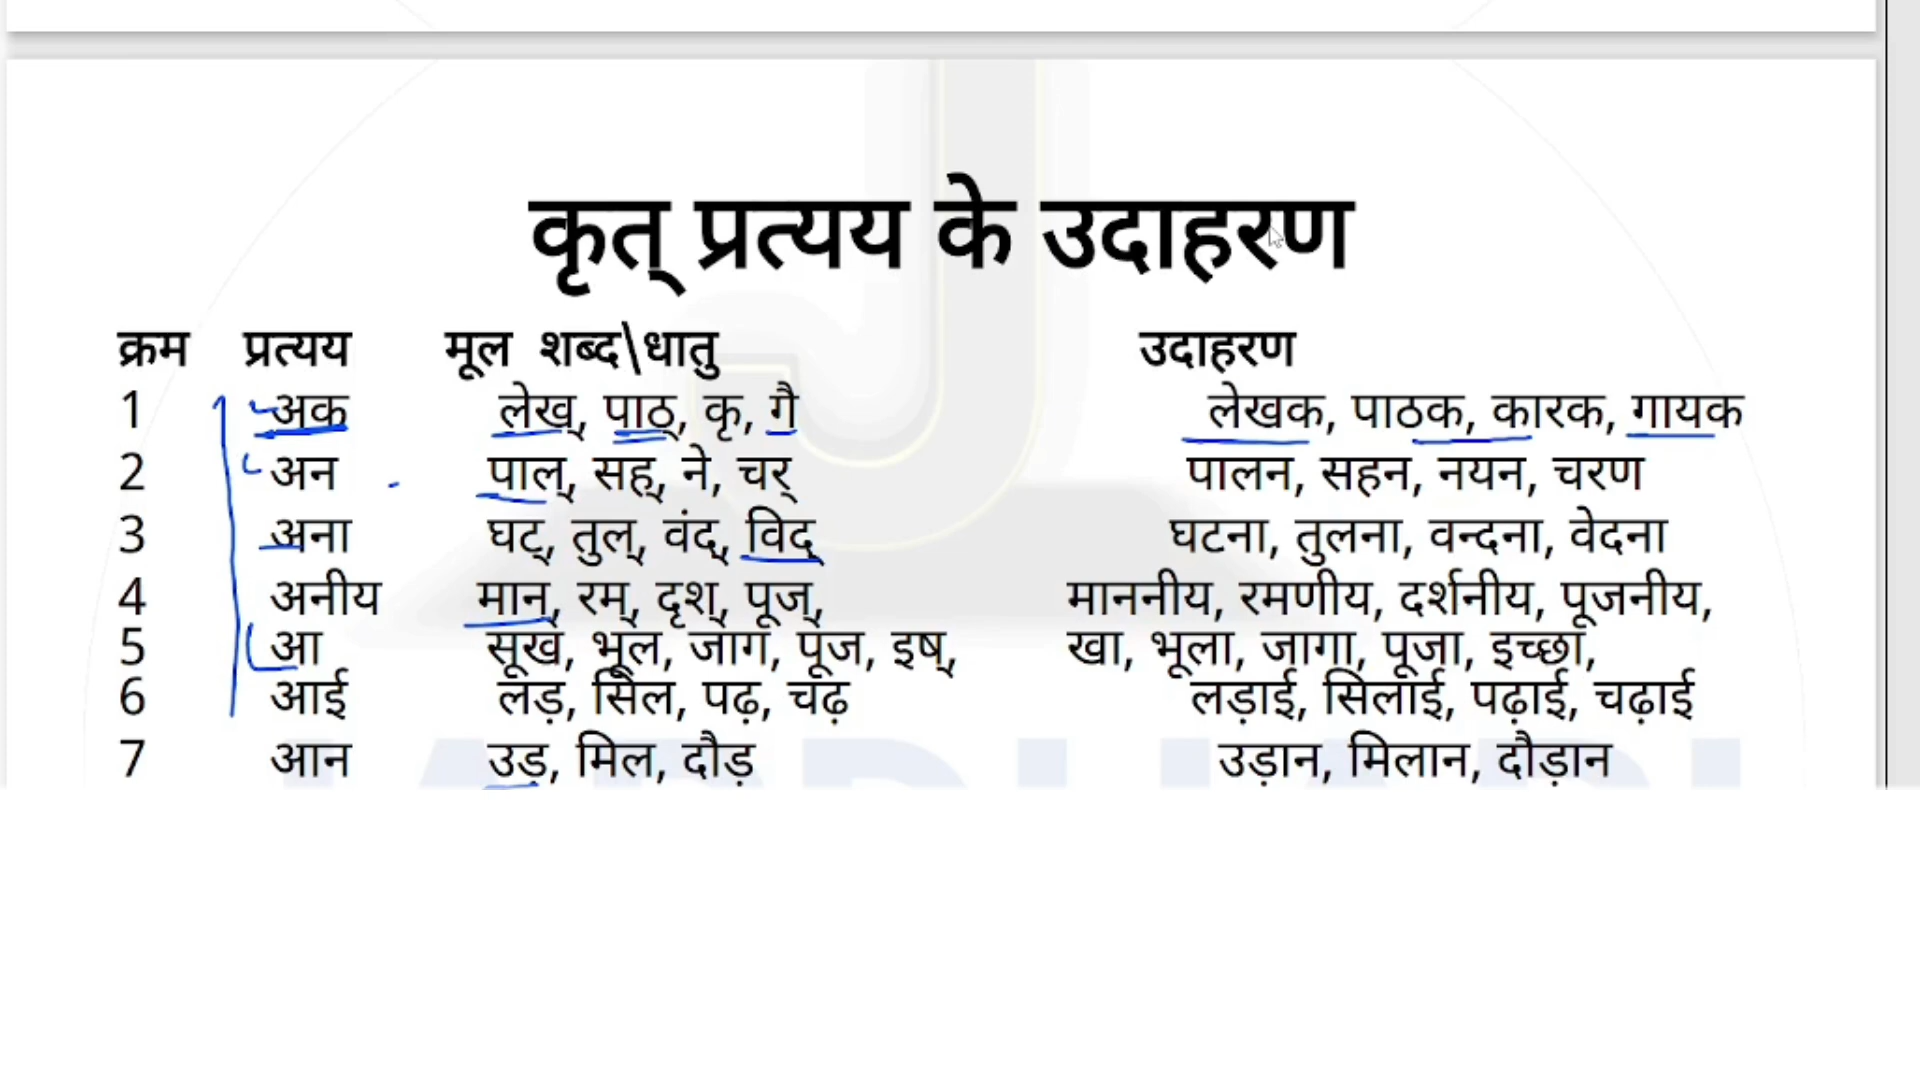 कृत् प्रत्यय के उदाहरण
क्रम प्रत्यय मूल शब्द\धातु उदाहरण
1 अक लेख्, पाठ्, कृ, गै लेखक, पाठक, कारक, गायक
2 अन पाल्, सह्, ने, चर् पालन, सहन, नयन, चरण
3 अना घट्, तुल्, वंद्, विद् घटना, तुलना, वन्दना, वेदना
4 अनीय मान्, रम्, दृश्, पूज्, माननीय, रमणीय, दर्शनीय, पूजनीय,
5 आ सूख, भूल, जाग, पूज, इष्, खा, भूला, जागा, पूजा, इच्छा,
6 आई लड़, सिल, पढ़, चढ़ लड़ाई, सिलाई, पढ़ाई, चढ़ाई
7 आन उड़, मिल, दौड़ उड़ान, मिलान, दौड़ान